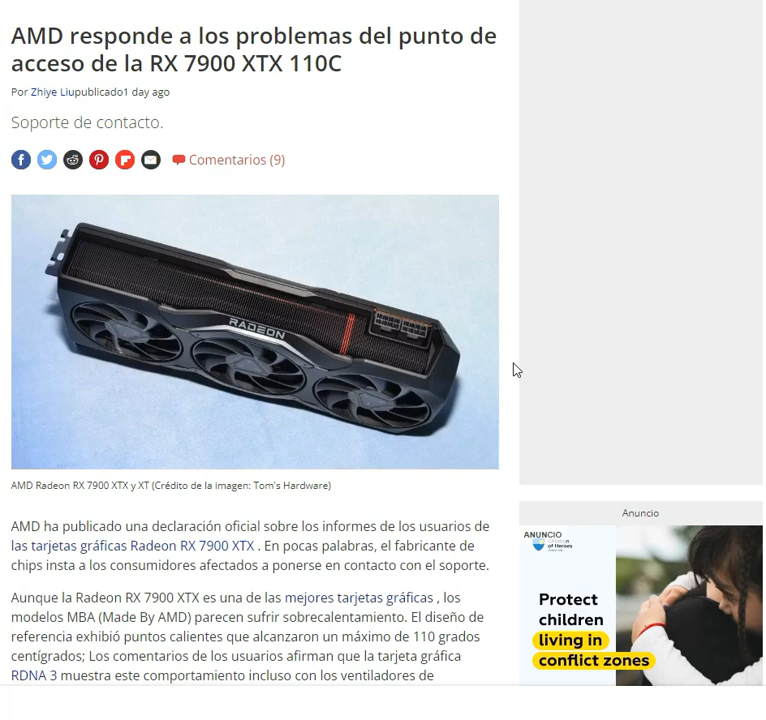 AMD responde a los problemas del punto de
acceso de la RX 7900 XTX 110C
Por Zhiye Liupublicado1 day ago
Soporte de contacto.
Comentarios (9)
RADEON
AMD Radeon RX 7900 XTX y XT (Crédito de la imagen: Tom's Hardware)
AMD ha publicado una declaración oficial sobre los informes de los usuarios de
las tarjetas gráficas Radeon RX 7900 XTX . En pocas palabras, el fabricante de
chips insta a los consumidores afectados a ponerse en contacto con el soporte.
Aunque la Radeon RX 7900 XTX es una de las mejores tarjetas gráficas , los
modelos MBA (Made By AMD) parecen sufrir sobrecalentamiento. El diseño de
referencia exhibió puntos calientes que alcanzaron un máximo de 110 grados
centígrados; Los comentarios de los usuarios afirman que la tarjeta gráfica
RDNA 3 muestra este comportamiento incluso con los ventiladores de
Anuncio
ANUNCIO
of Heroes
Protect
children
living in
conflict zones